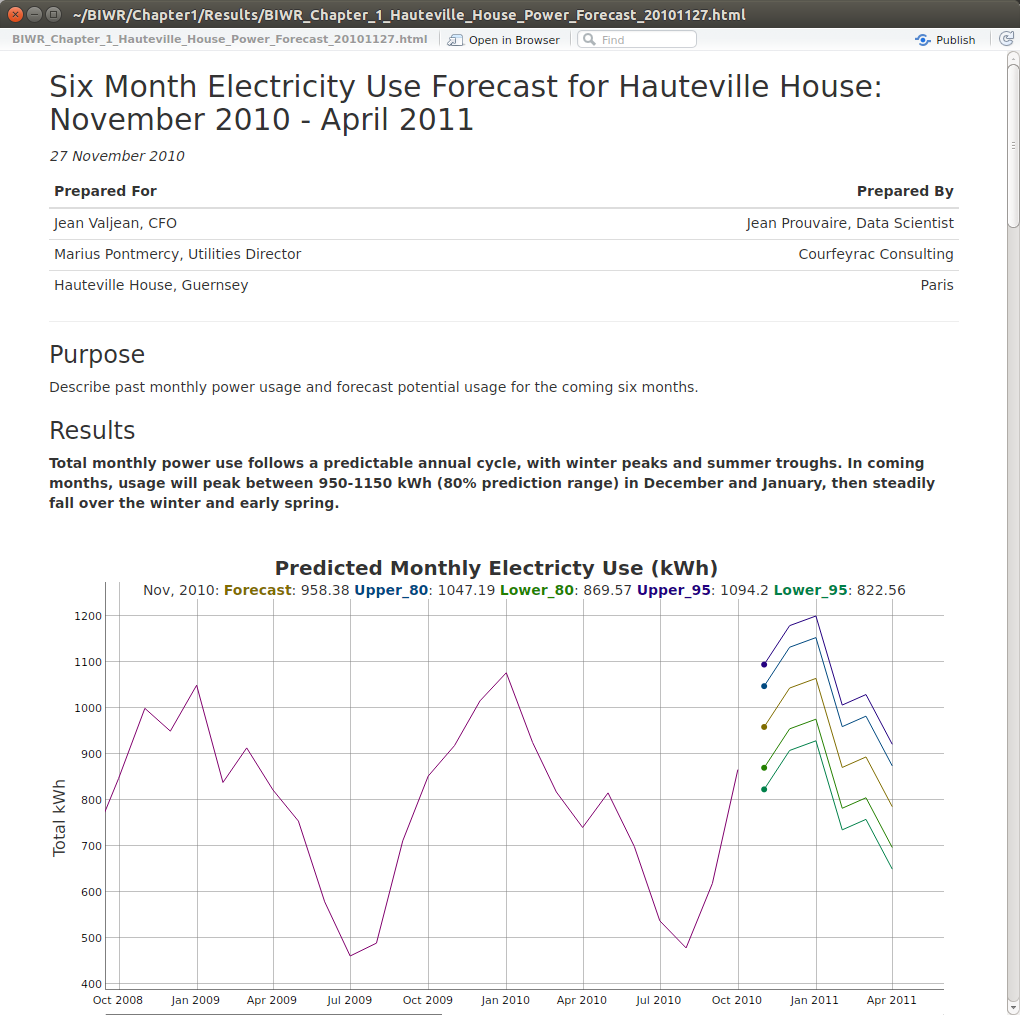 ~/BIWR/Chapter1/Results/BIWR_Chapter_1_Hauteville_House_Power_Forecast_20101127.html
BIWR_Chapter_1_Hauteville_House_Power_Forecast_20101127.html Open in Browser Find Publish
Six Month Electricity Use Forecast for Hauteville House:
November 2010 - April 2011
27 November 2010
Prepared For Prepared By
Jean Valjean, CFO Jean Prouvaire, Data Scientist
Marius Pontmercy, Utilities Director Courfeyrac Consulting
Hauteville House, Guernsey Paris
Purpose
Describe past monthly power usage and forecast potential usage for the coming six months.
Results
Total monthly power use follows a predictable annual cycle, with winter peaks and summer troughs. In coming
months, usage will peak between 950-1150 kWh (80% prediction range) in December and January, then steadily
fall over the winter and early spring.
Predicted Monthly Electricty Use (kWh)
Nov, 2010: Forecast: 958.38 Upper_80: 1047.19 Lower_80: 869.57 Upper_95: 1094.2 Lower_95: 822.56
Total kWh
1200
1100
1000
900
800
700
600
500
400
Oct 2008 Jan 2009 Apr 2009 Jul 2009 Oct 2009 Jan 2010 Apr 2010 Jul 2010 Oct 2010 Jan 2011 Apr 2011